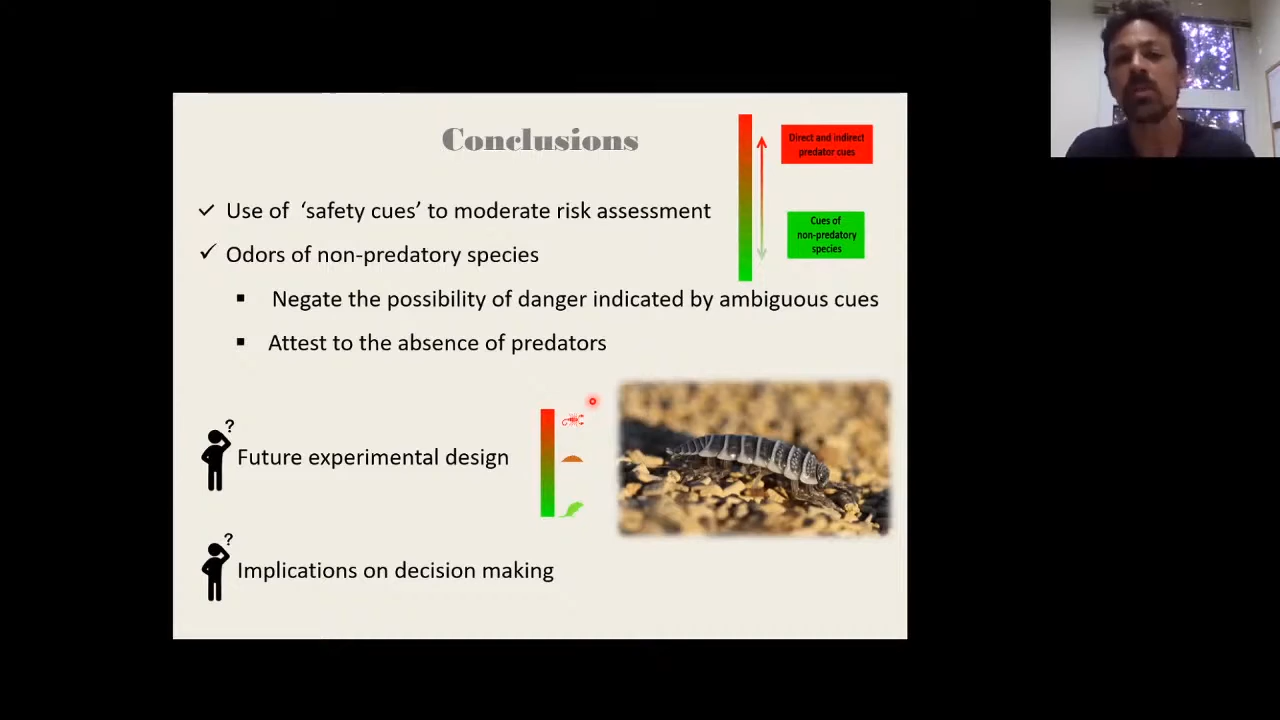 Conclusions
Direct and indirect
predator cues
✓ Use of ‘safety cues’ to moderate risk assessment
Cues of
non-predatory
species
✓ Odors of non-predatory species
▪ Negate the possibility of danger indicated by ambiguous cues
▪ Attest to the absence of predators
?
Future experimental design
?
Implications on decision making